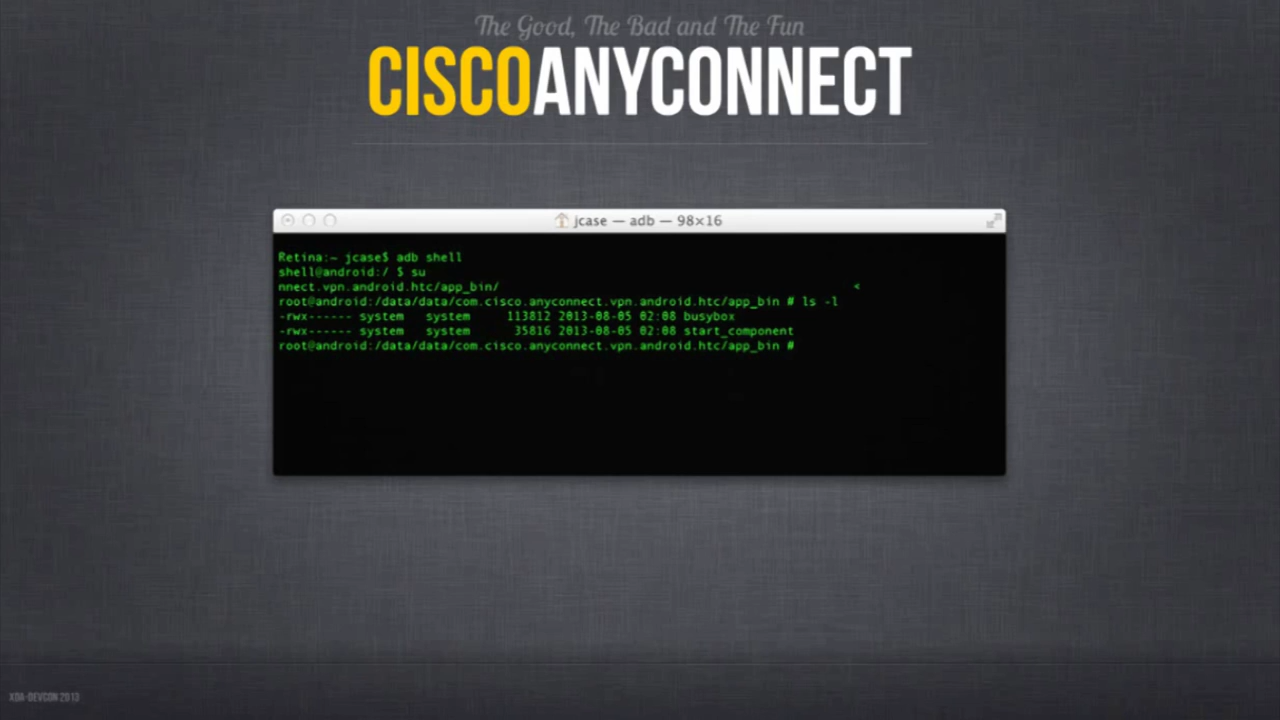 The Good, The Bad and The Fun
CISCOANYCONNECT
jcase — adb — 98×16
Retina:~ jcase$ adb shell
shell@android:/ $ su
nnect.vpn.android.htc/app_bin/ <
root@android:/data/data/com.cisco.anyconnect.vpn.android.htc/app_bin # ls -l
-rwx------ system system 113812 2013-08-05 02:08 busybox
-rwx------ system system 35816 2013-08-05 02:08 start_component
root@android:/data/data/com.cisco.anyconnect.vpn.android.htc/app_bin #
XDA-DEVCON 2013